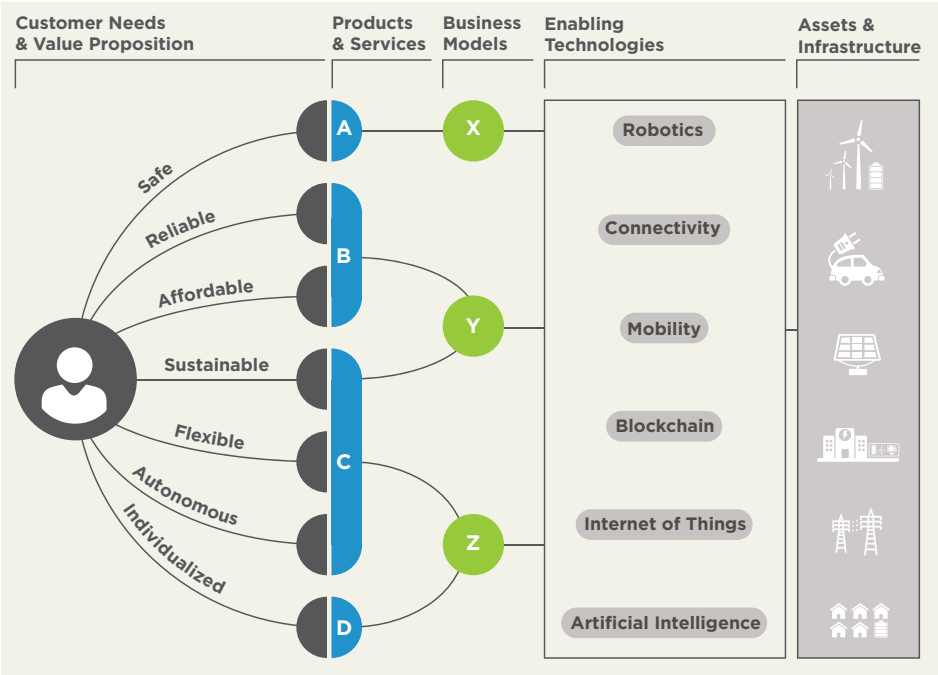 Customer Needs
& Value Proposition
Products
& Services
Business
Models
Enabling
Technologies
Assets &
Infrastructure
Safe
Reliable
Affordable
Sustainable
Flexible
Autonomous
Individualized
A
B
C
D
X
Y
Z
Robotics
Connectivity
Mobility
Blockchain
Internet of Things
Artificial Intelligence